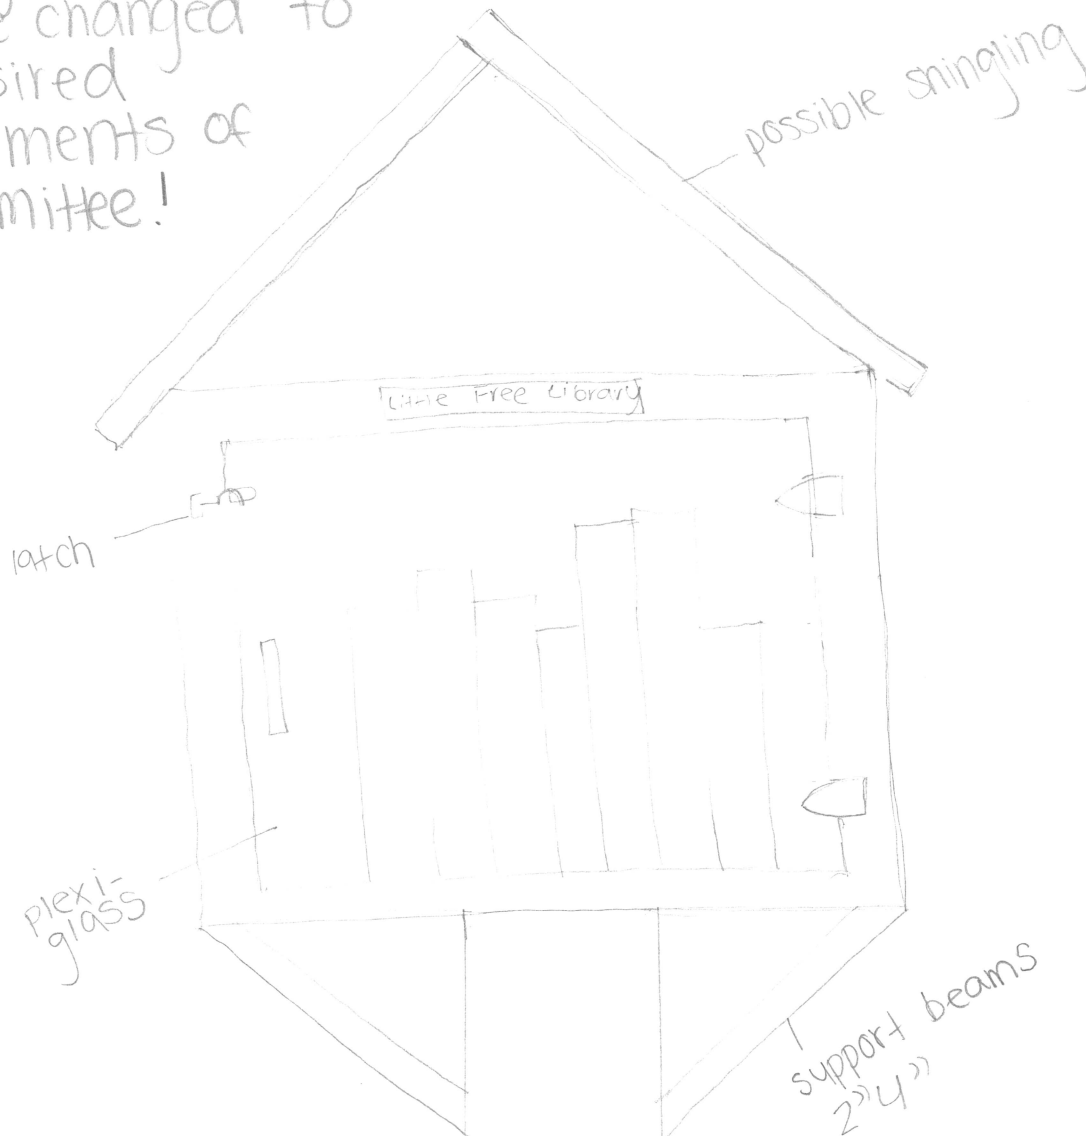 changed to
sired
ments of
mittee!
possible shingling
Little Free Library
latch
plexi-
glass
support beams
2"4"